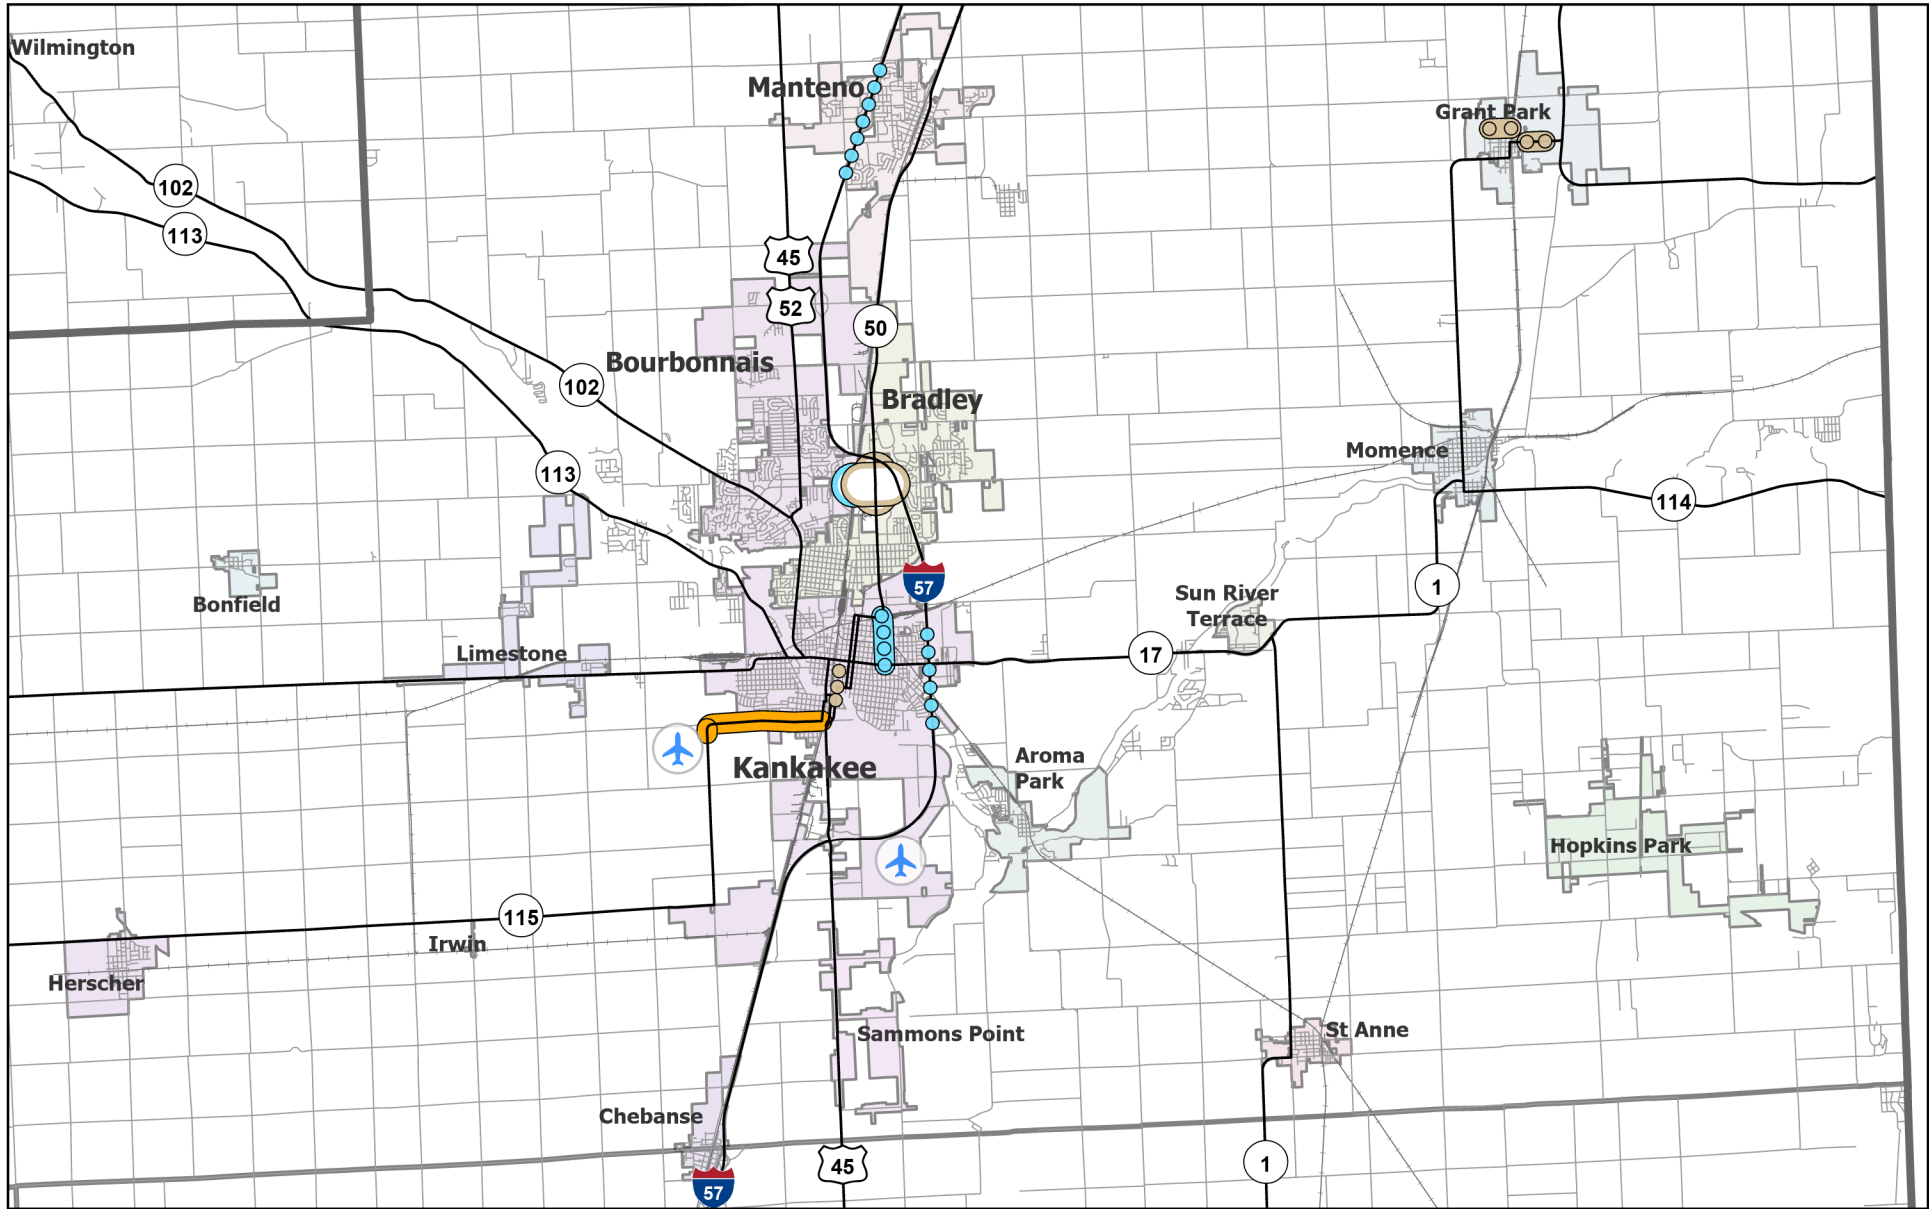 Wilmington
Manteno
Grant Park
102
113
45
52
50
Bourbonnais
102
Bradley
Momence
113
114
57
1
Bonfield
Sun River
Terrace
Limestone
17
Kankakee
Aroma
Park
Hopkins Park
115
Irwin
Herscher
Sammons Point
St Anne
Chebanse
45
1
57